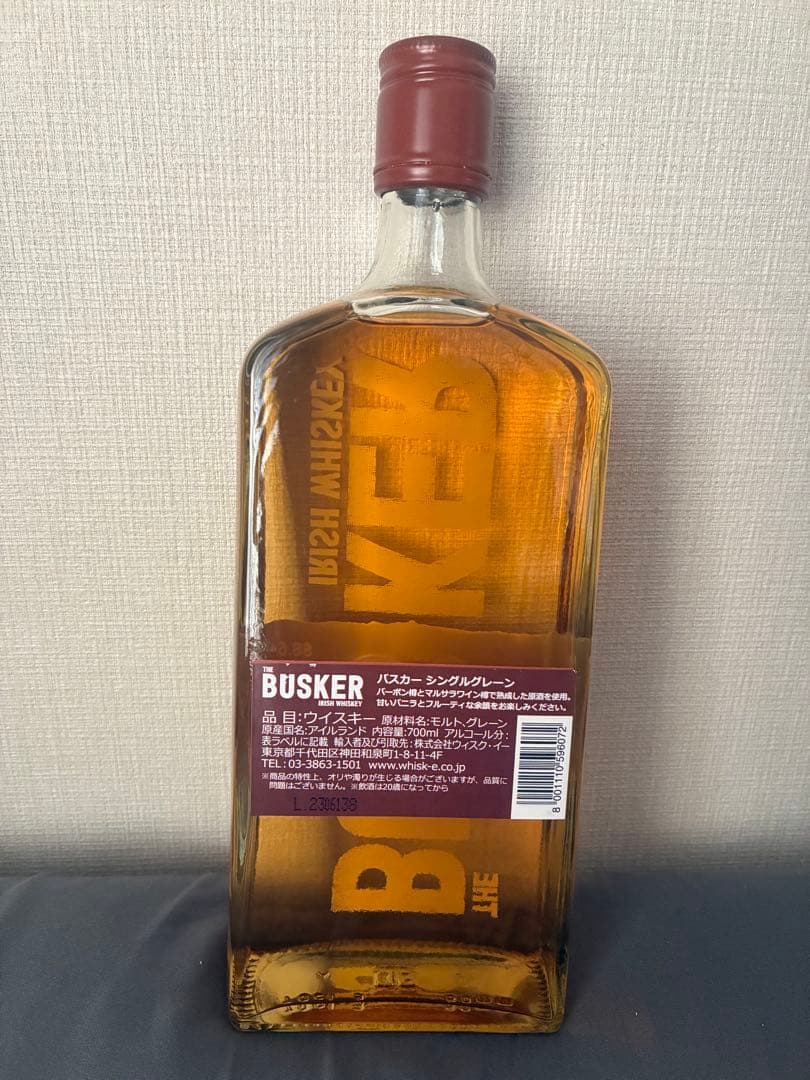 IRISH WHISKEY
THE
BUSKER
IRISH WHISKEY
バスカー シングルグレーン
バーボン樽とマルサラワイン樽で熟成した原酒を使用。
甘いバニラとフルーティな余韻をお楽しみください。
品 目:ウイスキー 原材料名:モルト、グレーン
原産国名:アイルランド 内容量:700ml アルコール分:
表ラベルに記載 輸入者及び引取先:株式会社ウィスク・イー
東京都千代田区神田和泉町1-8-11-4F
TEL:03-3863-1501 www.whisk-e.co.jp
※商品の特性上、オリや濁りが生じる場合がございますが、品質に
問題はございません。※飲酒は20歳になってから
8 001110 596072
L.2306138
THE